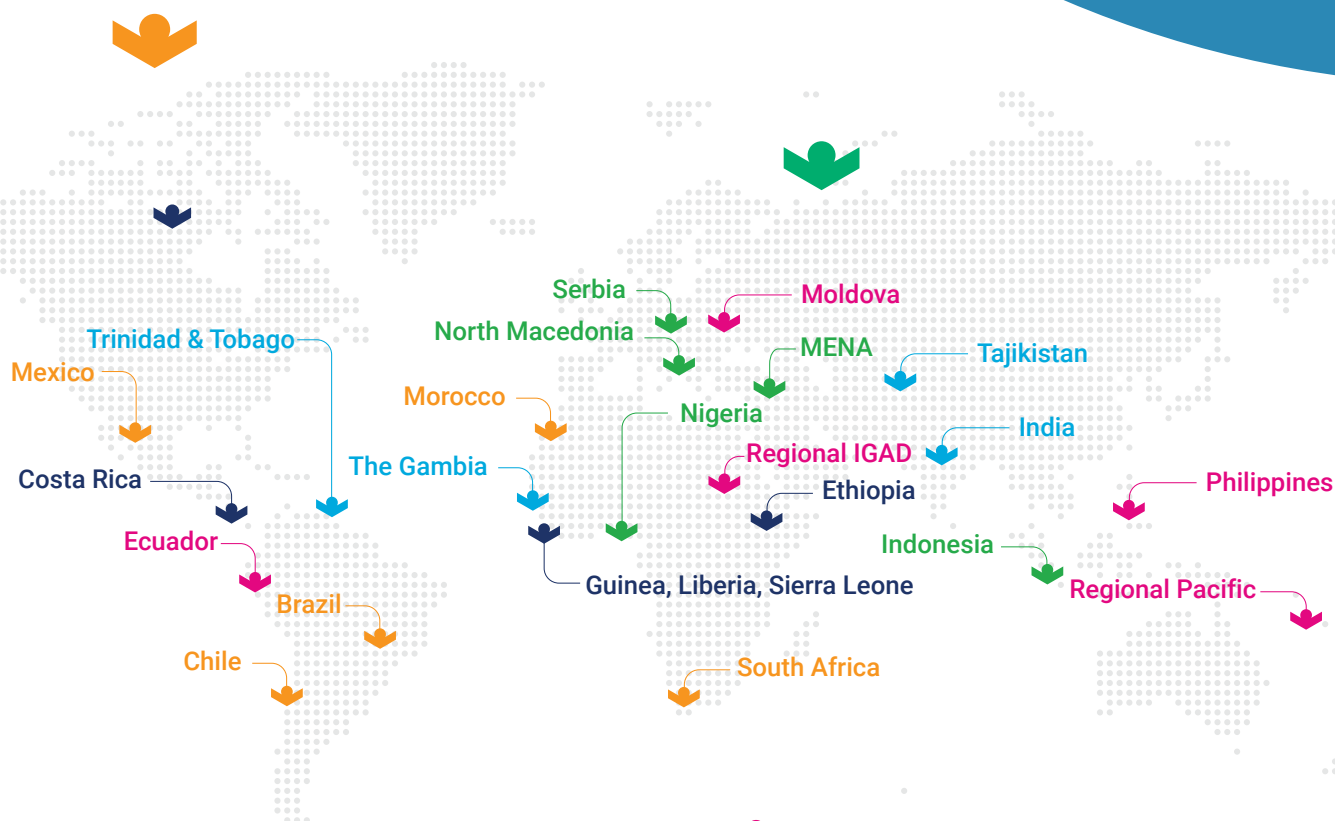 Serbia
Moldova
North Macedonia
Trinidad & Tobago
MENA
Tajikistan
Mexico
Morocco
Nigeria
India
Regional IGAD
The Gambia
Costa Rica
Ethiopia
Philippines
Ecuador
Indonesia
Guinea, Liberia, Sierra Leone
Regional Pacific
Brazil
Chile
South Africa